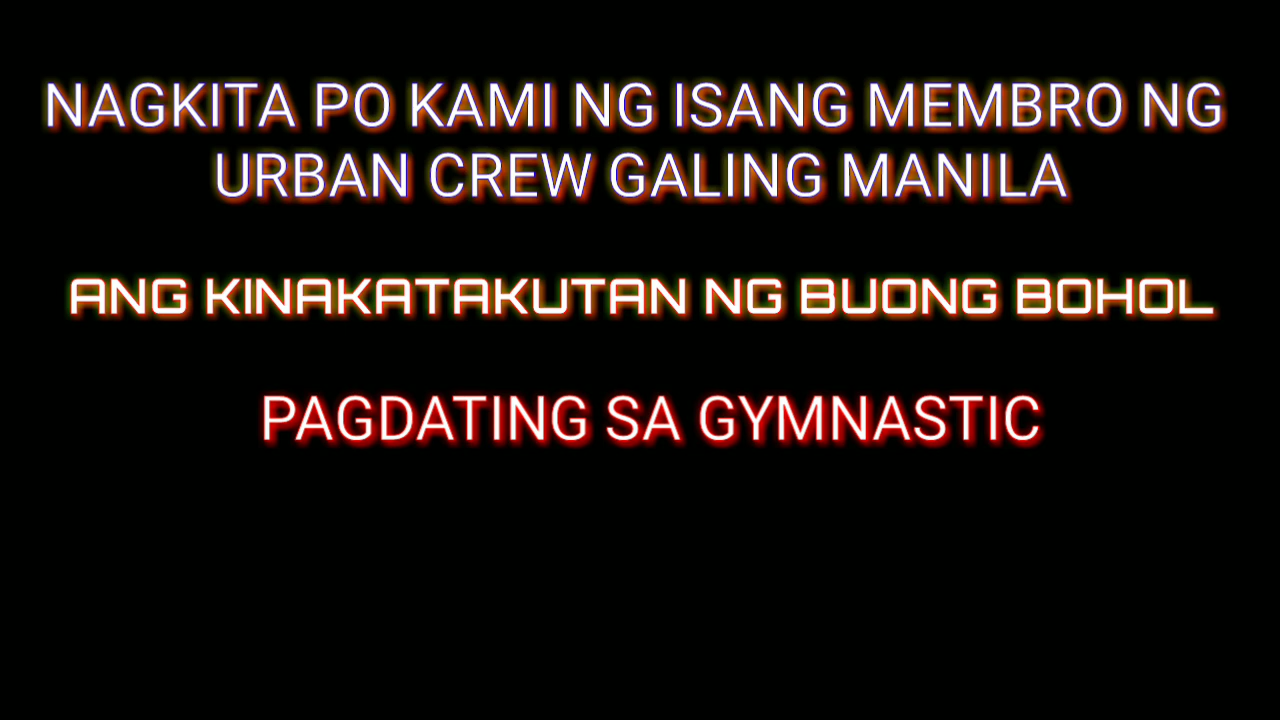 NAGKITA PO KAMI NG ISANG MEMBRO NG
URBAN CREW GALING MANILA
ANG KINAKATAKUTAN NG BUONG BOHOL
PAGDATING SA GYMNASTIC